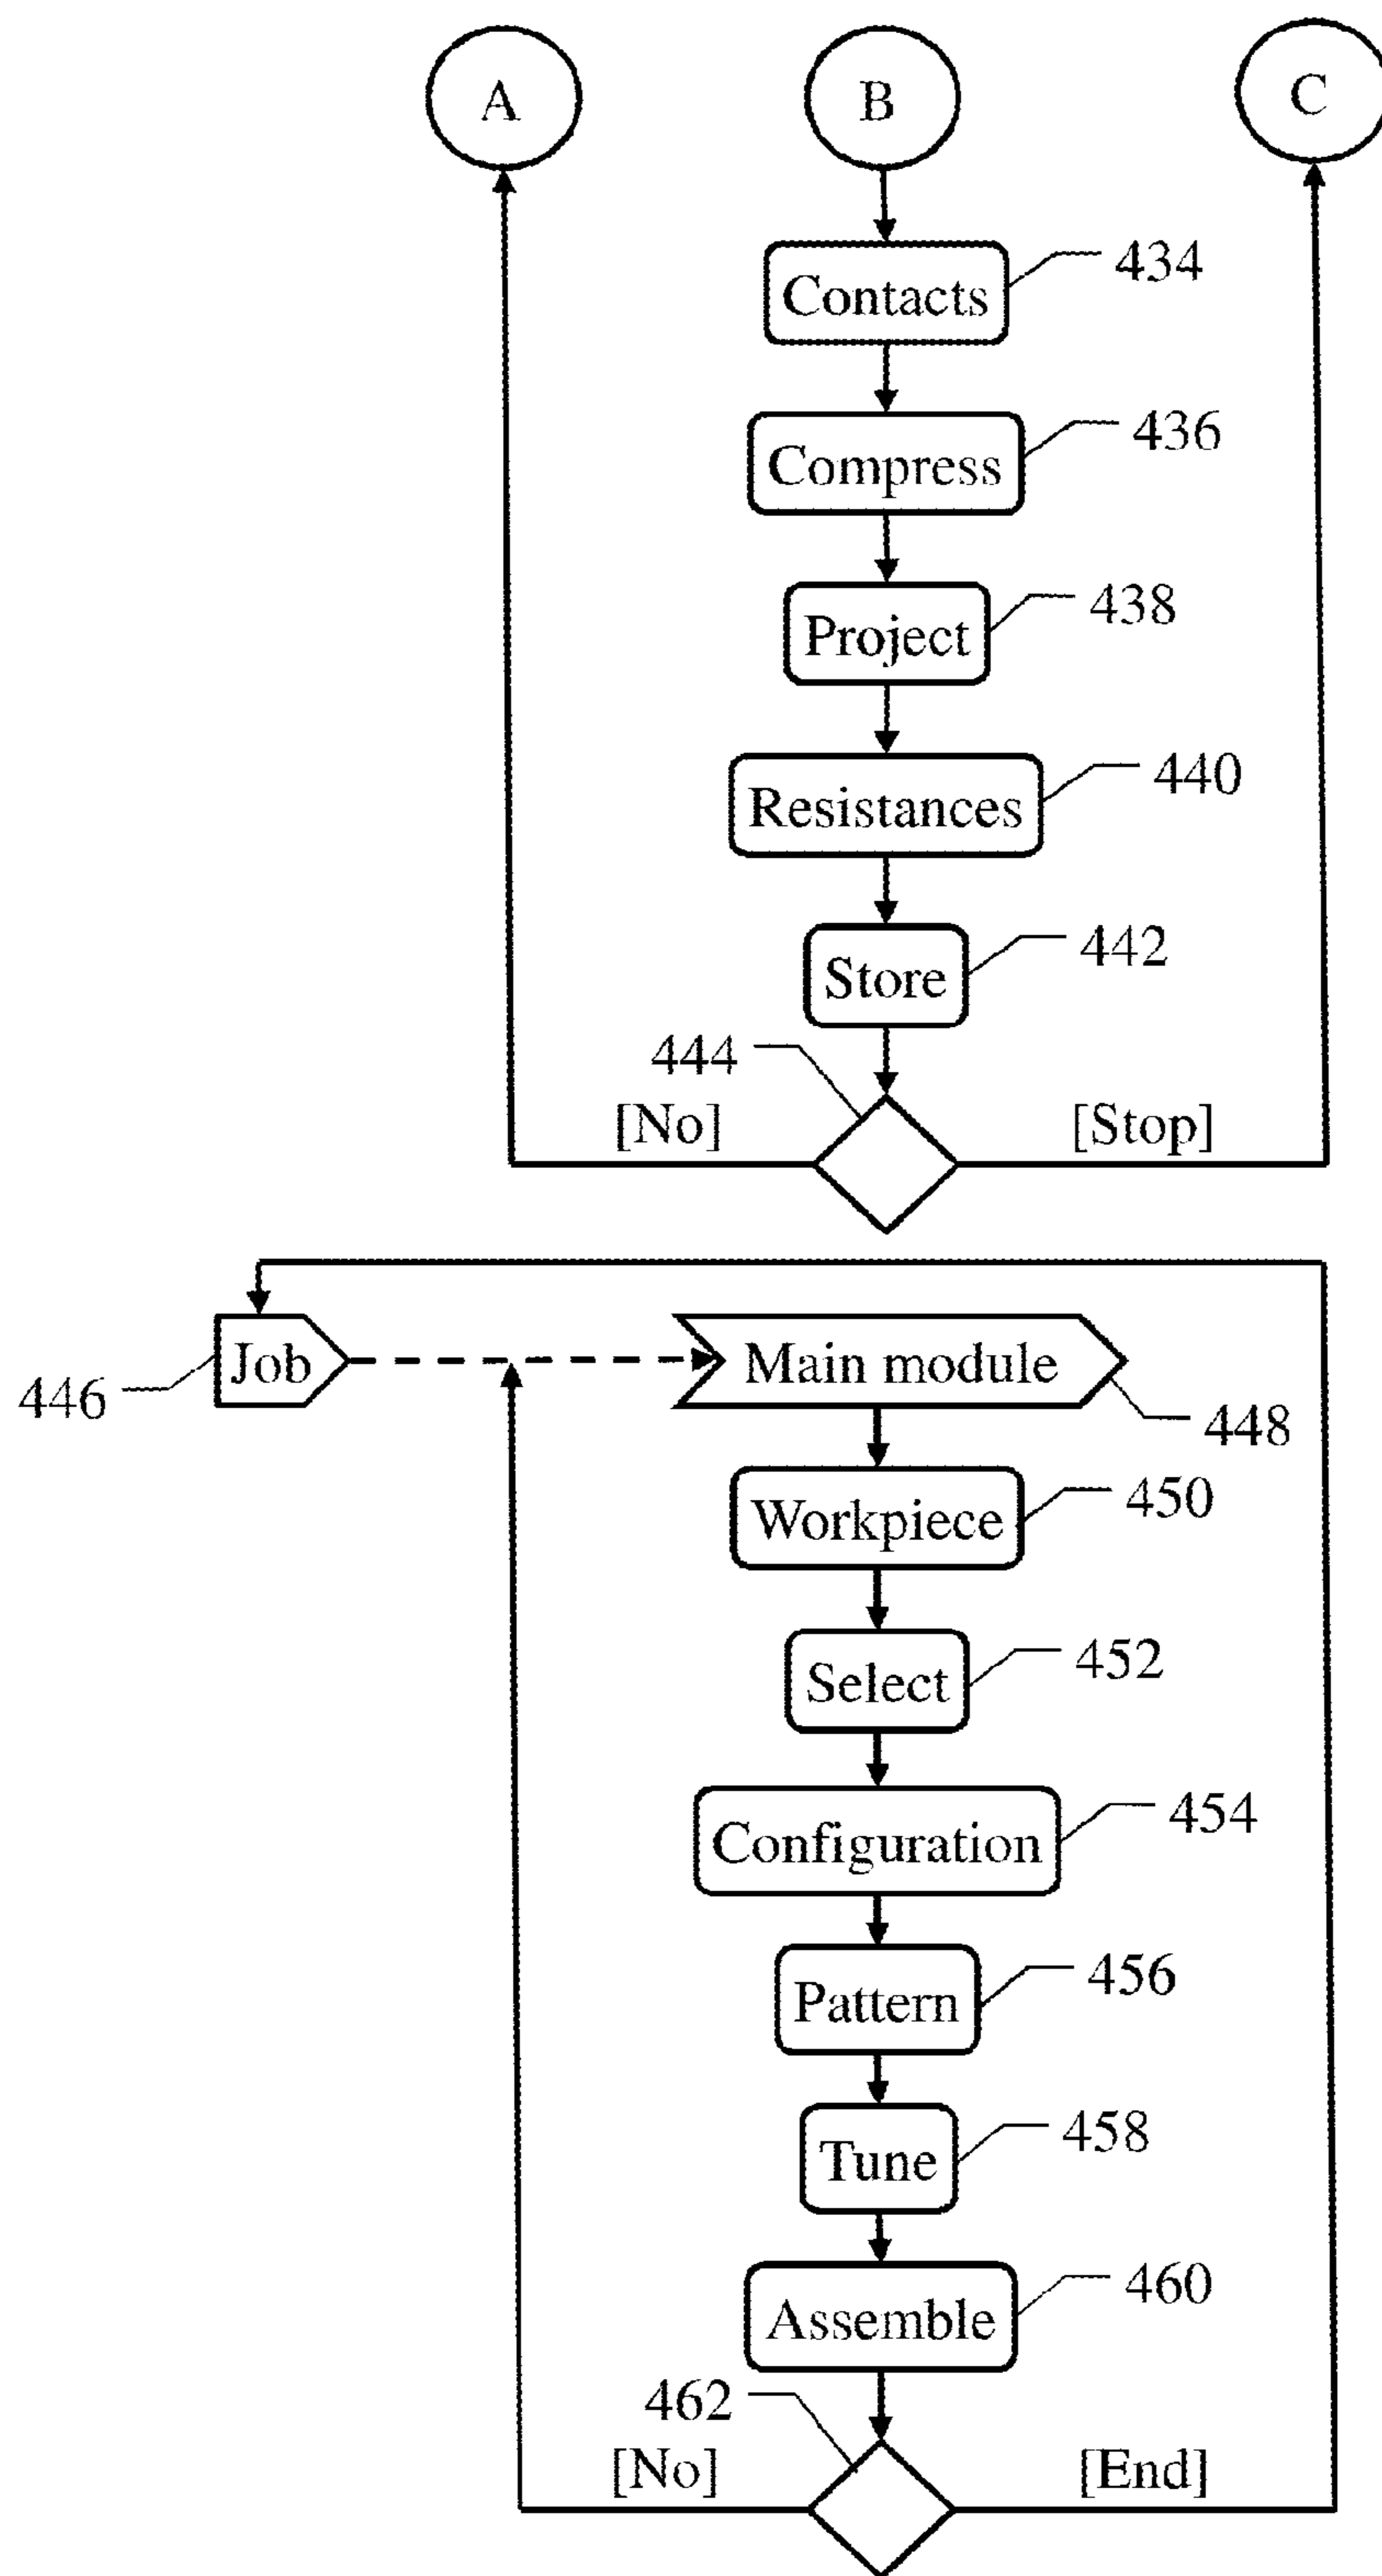 A B C
Contacts 434
Compress 436
Project 438
Resistances 440
Store 442
444
[No] [Stop]
446 Job Main module 448
Workpiece 450
Select 452
Configuration 454
Pattern 456
Tune 458
Assemble 460
462
[No] [End]